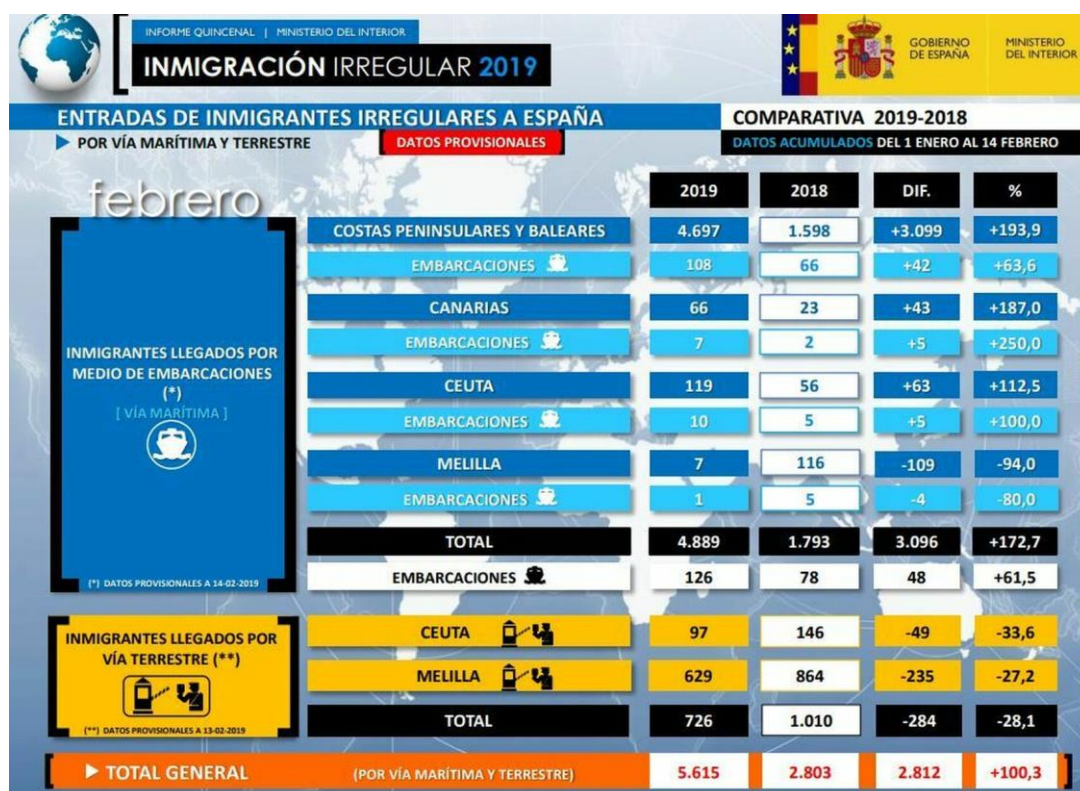 INFORME QUINCENAL | MINISTERIO DEL INTERIOR
INMIGRACIÓN IRREGULAR 2019
GOBIERNO DE ESPAÑA
MINISTERIO DEL INTERIOR
ENTRADAS DE INMIGRANTES IRREGULARES A ESPAÑA
COMPARATIVA 2019-2018
POR VÍA MARÍTIMA Y TERRESTRE
DATOS PROVISIONALES
DATOS ACUMULADOS DEL 1 ENERO AL 14 FEBRERO
febrero
2019 2018 DIF. %
INMIGRANTES LLEGADOS POR
MEDIO DE EMBARCACIONES
(*)
[ VÍA MARÍTIMA ]
(*) DATOS PROVISIONALES A 14-02-2019
COSTAS PENINSULARES Y BALEARES 4.697 1.598 +3.099 +193,9
EMBARCACIONES 108 66 +42 +63,6
CANARIAS 66 23 +43 +187,0
EMBARCACIONES 7 2 +5 +250,0
CEUTA 119 56 +63 +112,5
EMBARCACIONES 10 5 +5 +100,0
MELILLA 7 116 -109 -94,0
EMBARCACIONES 1 5 -4 -80,0
TOTAL 4.889 1.793 3.096 +172,7
EMBARCACIONES 126 78 48 +61,5
INMIGRANTES LLEGADOS POR
VÍA TERRESTRE (**)
(**) DATOS PROVISIONALES A 13-02-2019
CEUTA 97 146 -49 -33,6
MELILLA 629 864 -235 -27,2
TOTAL 726 1.010 -284 -28,1
TOTAL GENERAL (POR VÍA MARÍTIMA Y TERRESTRE) 5.615 2.803 2.812 +100,3